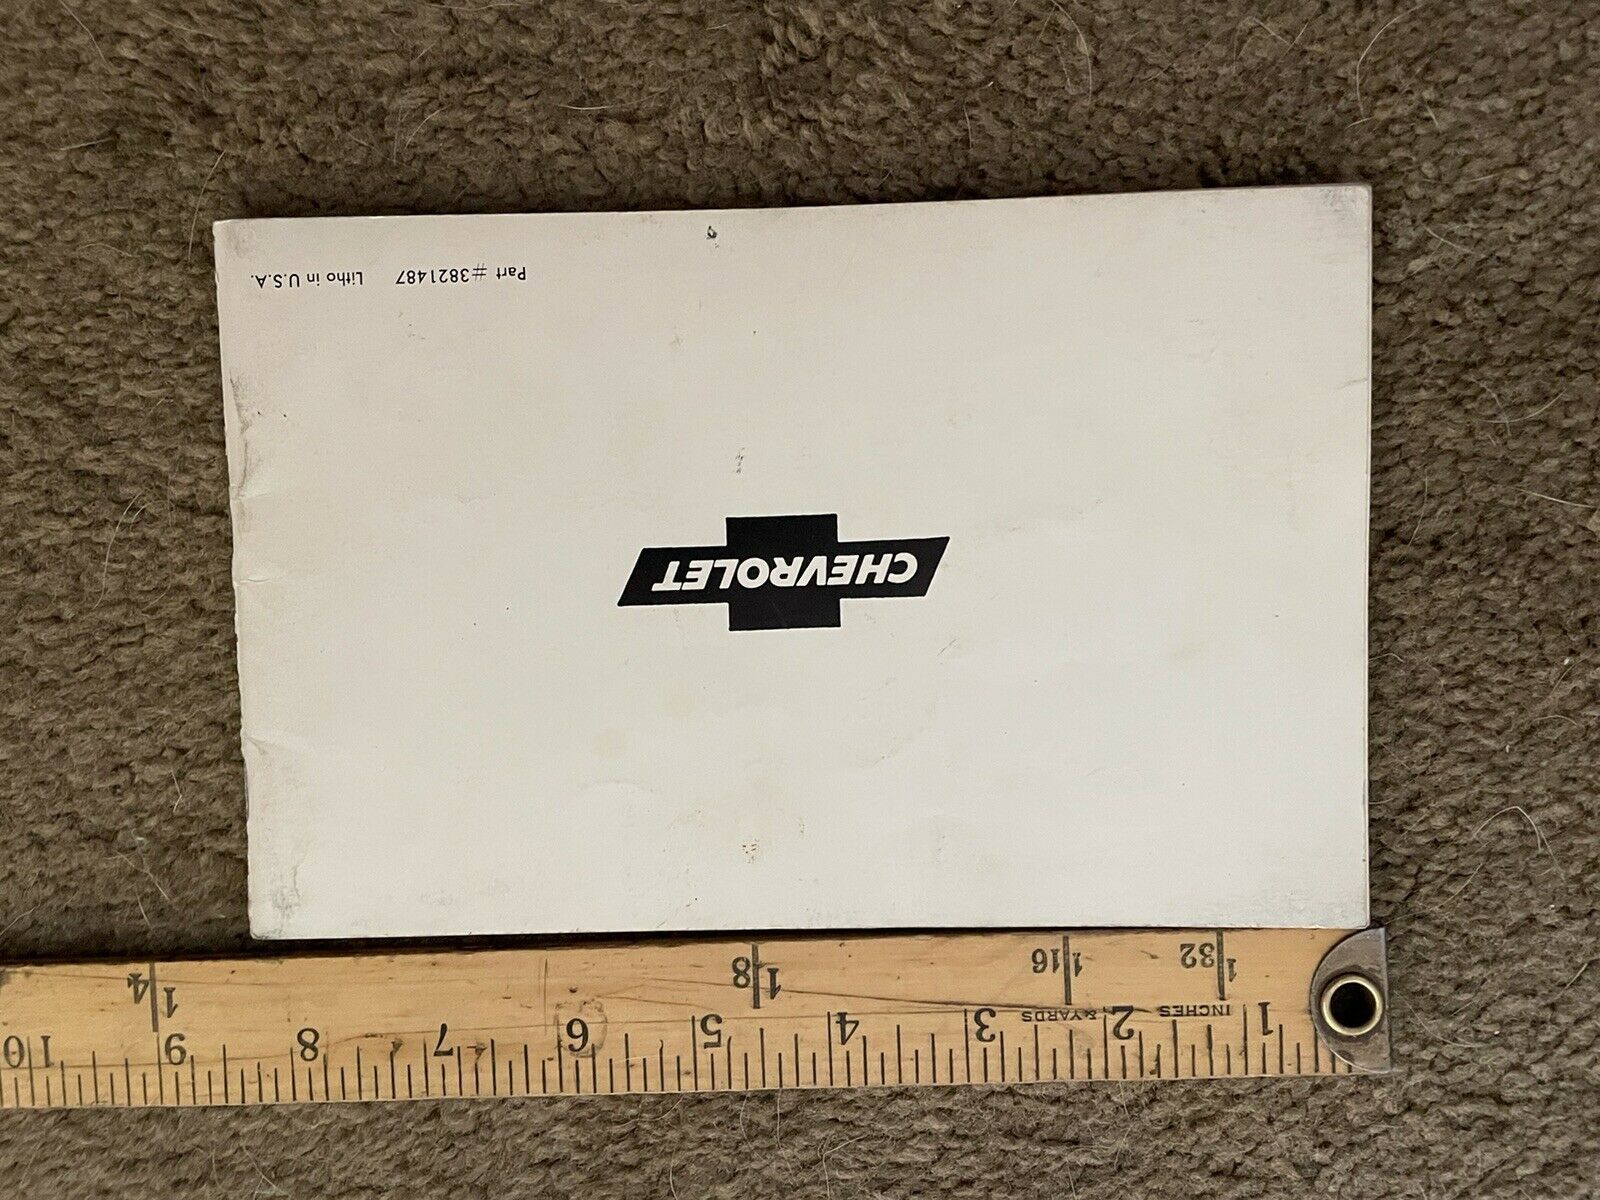 CHEVROLET
Part #3821487 Litho in U.S.A.
1 INCHES 2 & YARDS 3 4 5 6 7 8 9 10
1/32 1/16 1/8 1/4